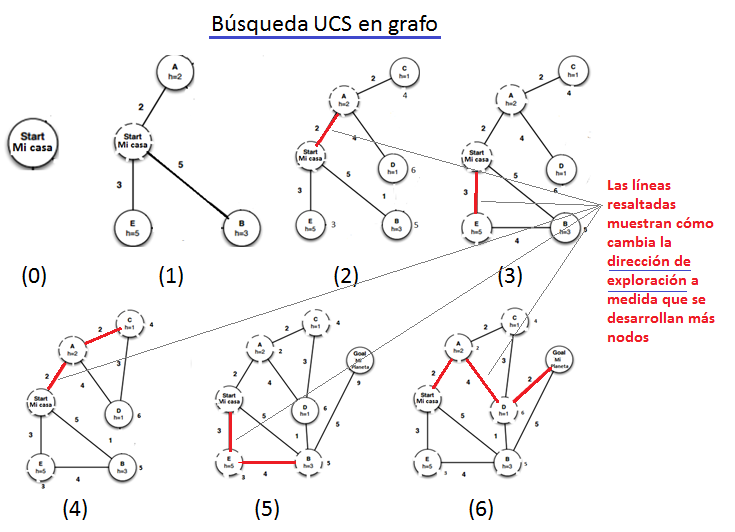 Búsqueda UCS en grafo
Start
Mi casa
(0)
A
h=2
2
Start
Mi casa
5
3
E
h=5
B
h=3
(1)
C
h=1
2
4
A
h=2
2
4
Start
Mi casa
D
h=1
6
5
3
1
E
h=5
3
B
h=3
5
(2)
C
h=1
2
4
A
h=2
2
4
Start
Mi casa
D
h=1
6
3
5
1
E
h=5
4
B
h=3
5
(3)
Las líneas
resaltadas
muestran cómo
cambia la
dirección de
exploración a
medida que se
desarrollan más
nodos
C
h=1
4
2
A
h=2
2
4
3
Start
Mi casa
D
h=1
6
5
3
1
E
h=5
3
4
B
h=3
5
(4)
C
h=1
4
2
A
h=2
2
2
4
3
Goal
Mi
Planeta
9
Start
Mi casa
D
h=1
6
5
3
1
5
E
h=5
3
4
B
h=3
5
(5)
C
h=1
4
2
A
h=2
2
2
4
3
Goal
Mi
Planeta
2
Start
Mi casa
D
h=1
6
5
3
1
5
E
h=5
3
4
B
h=3
5
(6)